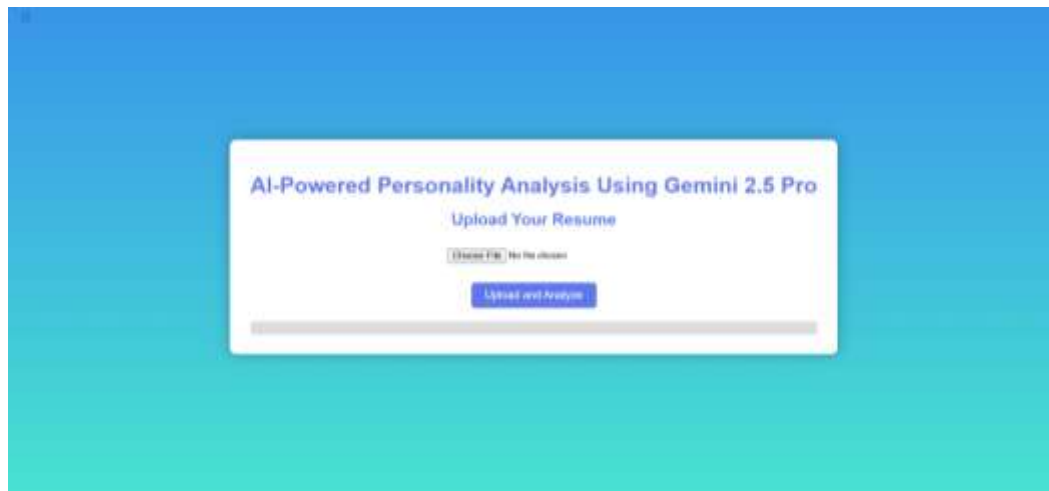 AI-Powered Personality Analysis Using Gemini 2.5 Pro
Upload Your Resume
Choose File No file chosen
Upload and Analyze